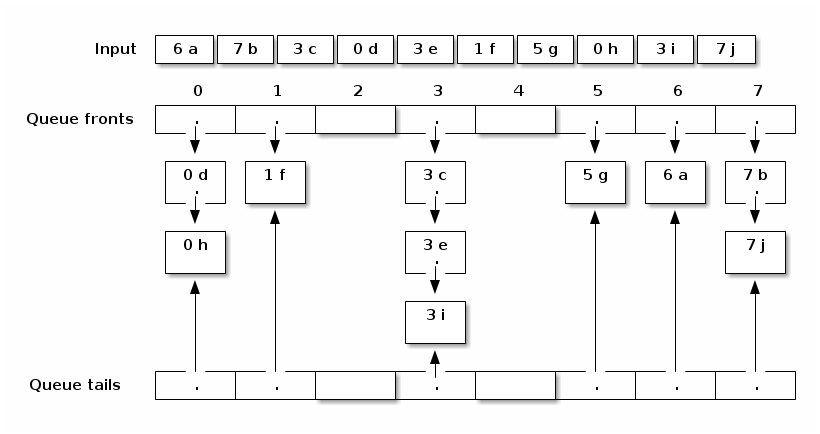 Input 6 a 7 b 3 c 0 d 3 e 1 f 5 g 0 h 3 i 7 j
0 1 2 3 4 5 6 7
Queue fronts
0 d 1 f 3 c 5 g 6 a 7 b
0 h 3 e 7 j
3 i
Queue tails